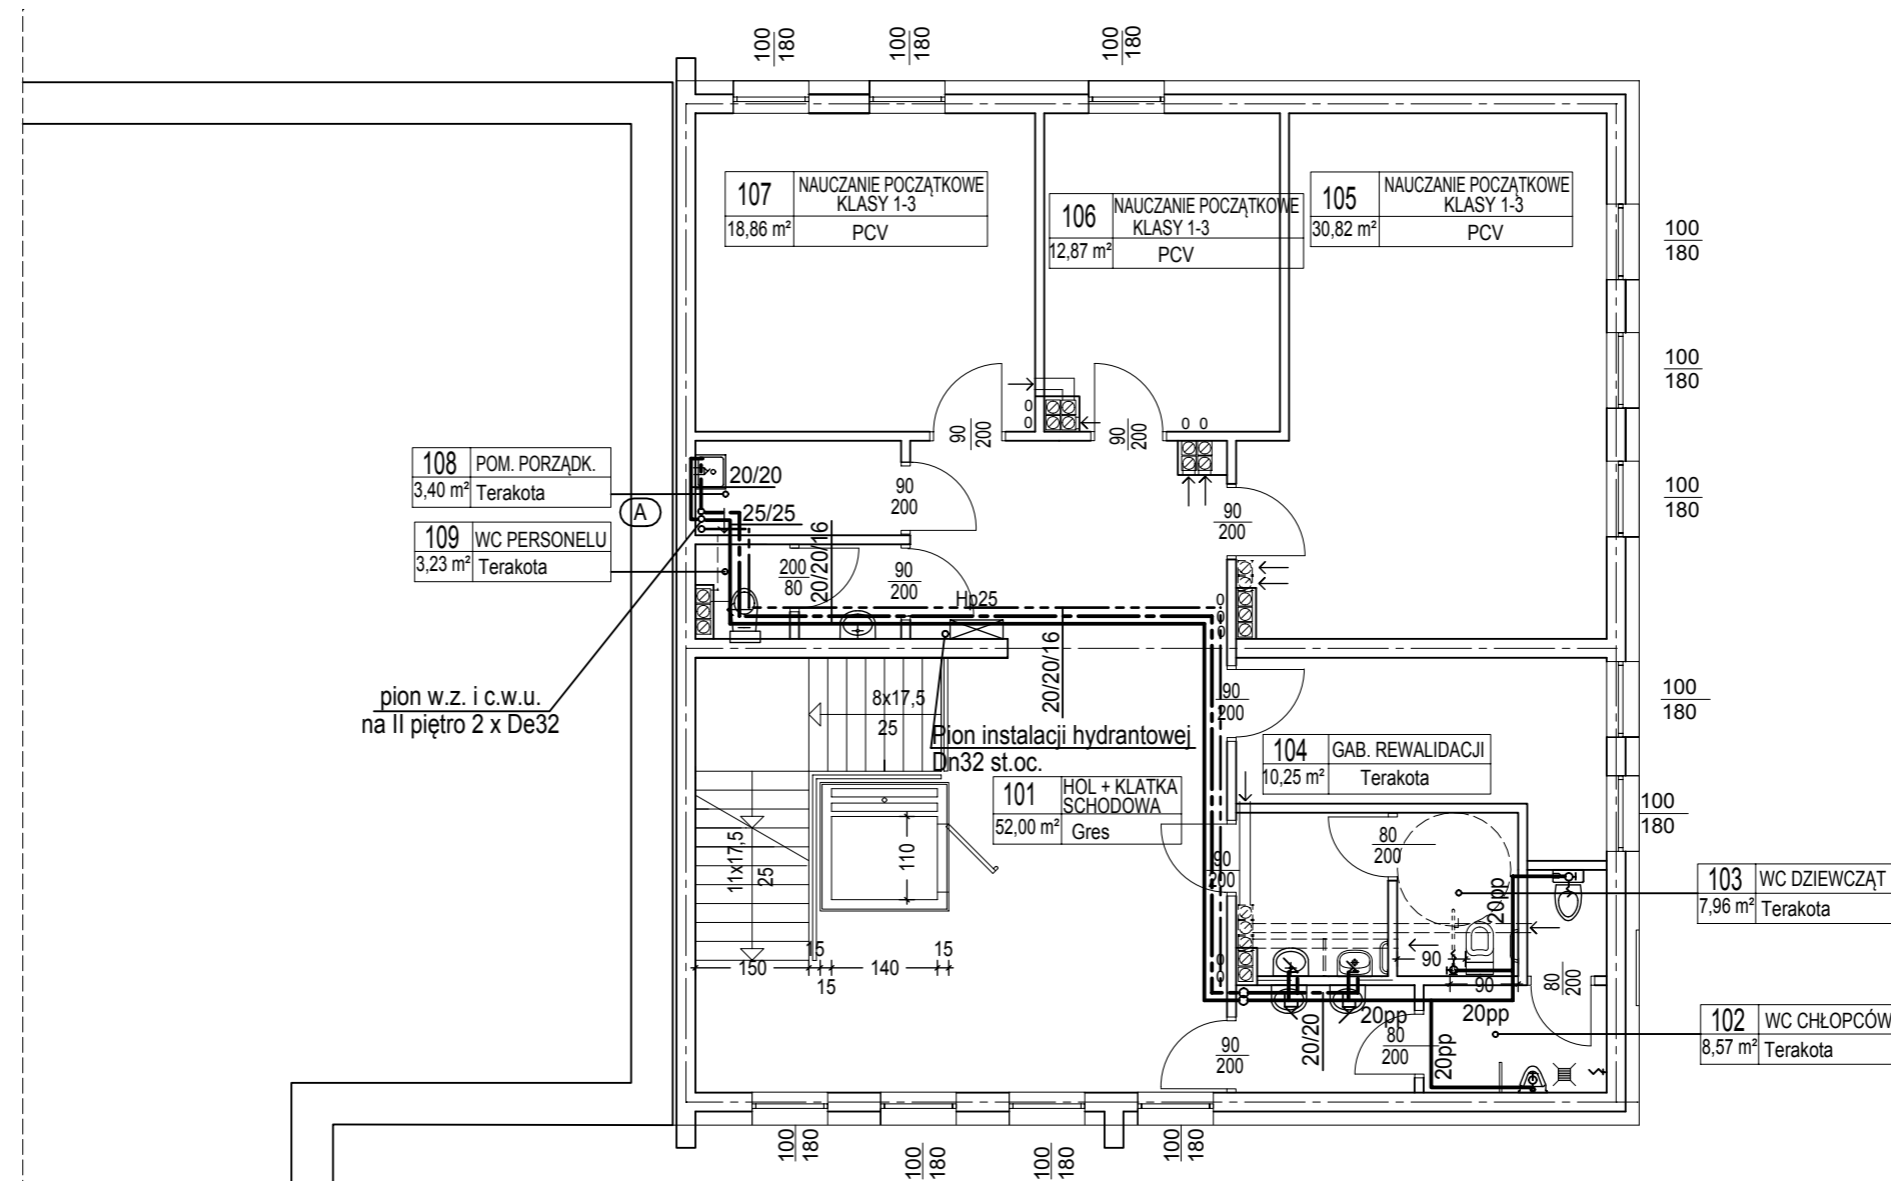 100
180
100
180
100
180
107
NAUCZANIE POCZĄTKOWE
KLASY 1-3
18,86 m²
PCV
106
NAUCZANIE POCZĄTKOWE
KLASY 1-3
12,87 m²
PCV
105
NAUCZANIE POCZĄTKOWE
KLASY 1-3
30,82 m²
PCV
100
180
100
180
100
180
0
0
0 0
90
200
90
200
108
POM. PORZĄDK.
3,40 m²
Terakota
A
109
WC PERSONELU
3,23 m²
Terakota
20/20
25/25
90
200
90
200
200
80
20/20/16
90
200
Hp25
0
0
0
20/20/16
pion w.z. i c.w.u.
na II piętro 2 x De32
8x17,5
25
Pion instalacji hydrantowej
Dn32 st.oc.
90
200
100
180
104
GAB. REWALIDACJI
10,25 m²
Terakota
101
HOL + KLATKA
SCHODOWA
52,00 m²
Gres
100
180
11x17,5
25
110
90
200
80
200
103
WC DZIEWCZĄT
7,96 m²
Terakota
20pp
15
15
150
140
15
0
0
90
90
80
200
20pp
20pp
20/20
20pp
80
200
90
200
102
WC CHŁOPCÓW
8,57 m²
Terakota
100
180
100
180
100
180
100
180